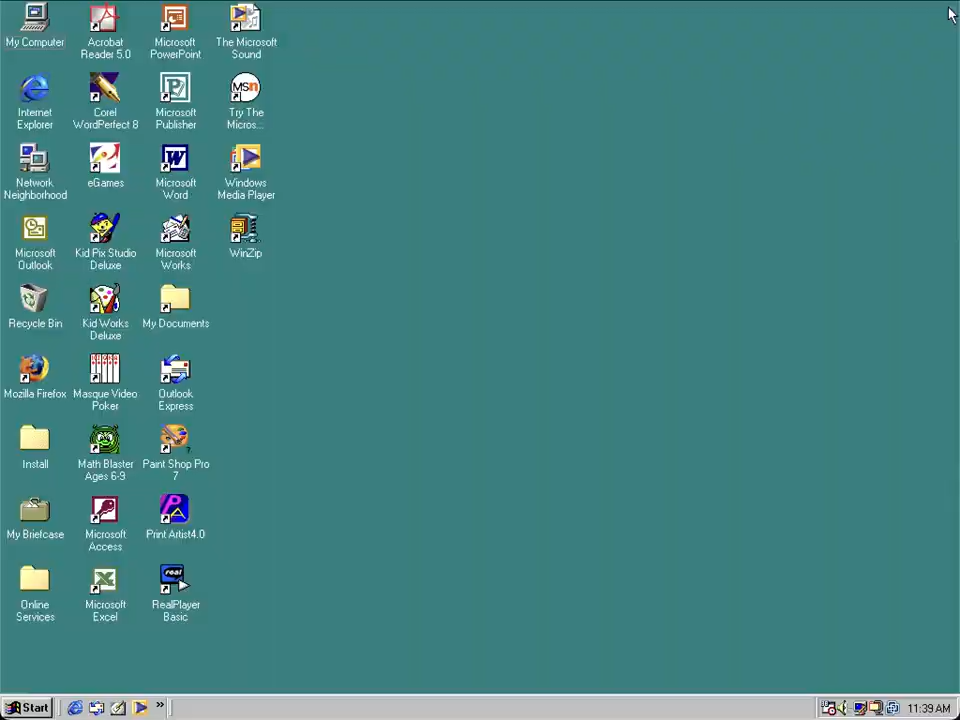 My Computer
Acrobat
Reader 5.0
Microsoft
PowerPoint
The Microsoft
Sound
Internet
Explorer
Corel
WordPerfect 8
Microsoft
Publisher
msn
Try The
Micros...
Network
Neighborhood
eGames
Microsoft
Word
Windows
Media Player
Microsoft
Outlook
Kid Pix Studio
Deluxe
Microsoft
Works
WinZip
Recycle Bin
Kid Works
Deluxe
My Documents
Mozilla Firefox
Masque Video
Poker
Outlook
Express
Install
Math Blaster
Ages 6-9
Paint Shop Pro
7
My Briefcase
Microsoft
Access
Print Artist4.0
Online
Services
Microsoft
Excel
real
RealPlayer
Basic
Start
»
11:39 AM